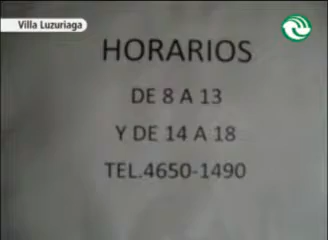 Villa Luzuriaga
HORARIOS
DE 8 A 13
Y DE 14 A 18
TEL.4650-1490